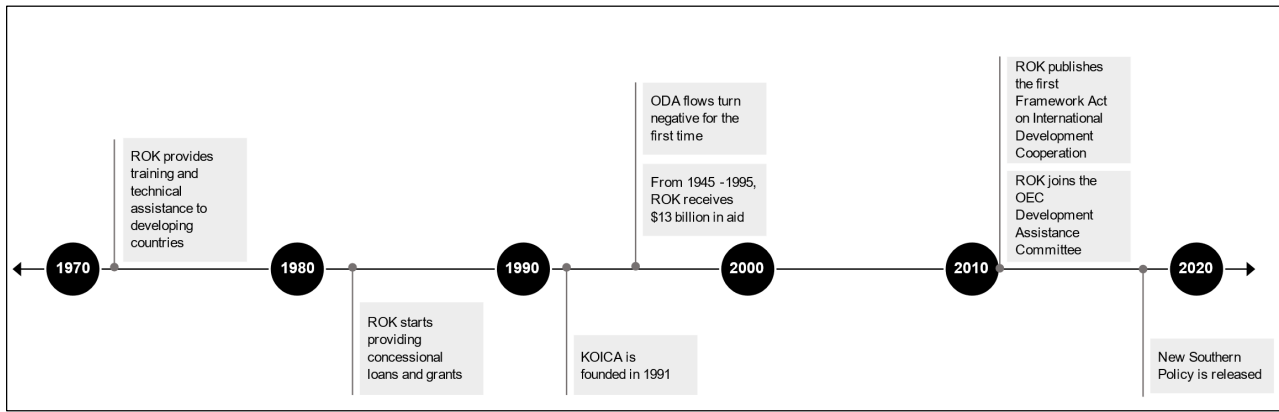 ROK provides
training and
technical
assistance to
developing
countries
ODA flows turn
negative for the
first time
From 1945 -1995,
ROK receives
$13 billion in aid
ROK publishes
the first
Framework Act
on International
Development
Cooperation
ROK joins the
OEC
Development
Assistance
Committee
1970
1980
1990
2000
2010
2020
ROK starts
providing
concessional
loans and grants
KOICA is
founded in 1991
New Southern
Policy is released